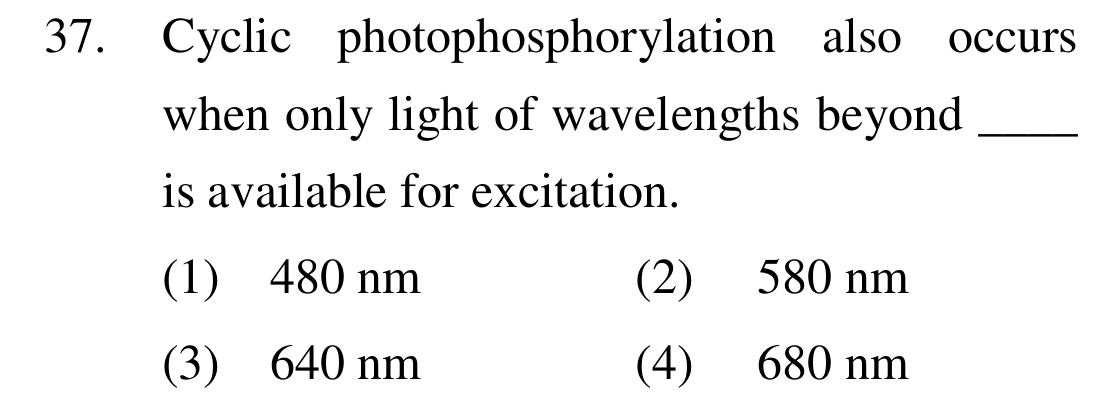 37. Cyclic photophosphorylation also occurs
when only light of wavelengths beyond ____
is available for excitation.
(1) 480 nm (2) 580 nm
(3) 640 nm (4) 680 nm